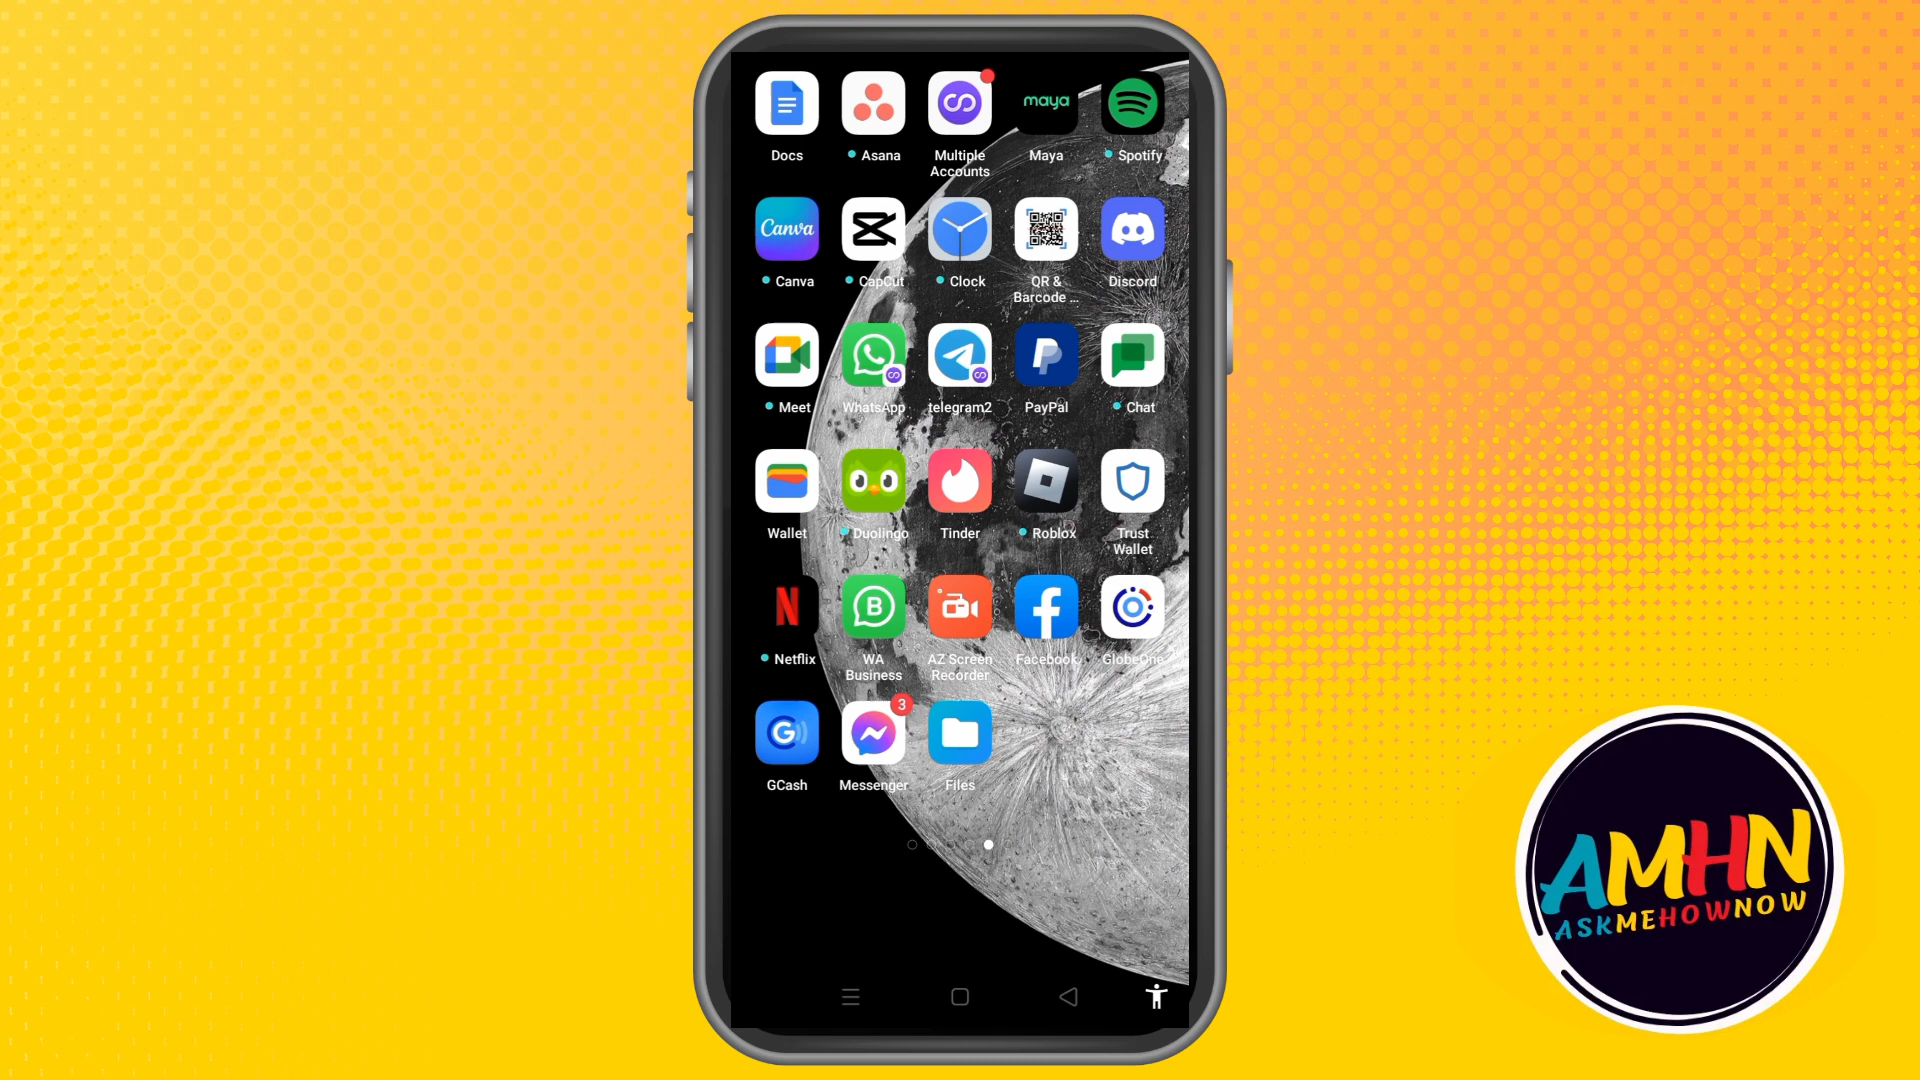 maya
Docs
Asana
Multiple
Accounts
Maya
Spotify
Canva
Canva
CapCut
Clock
QR &
Barcode ...
Discord
Meet
WhatsApp
telegram2
PayPal
Chat
Wallet
Duolingo
Tinder
Roblox
Trust
Wallet
N
B
Netflix
WA
Business
AZ Screen
Recorder
Facebook
GlobeOne
G
3
GCash
Messenger
Files
AMHN
ASKMEHOWNOW